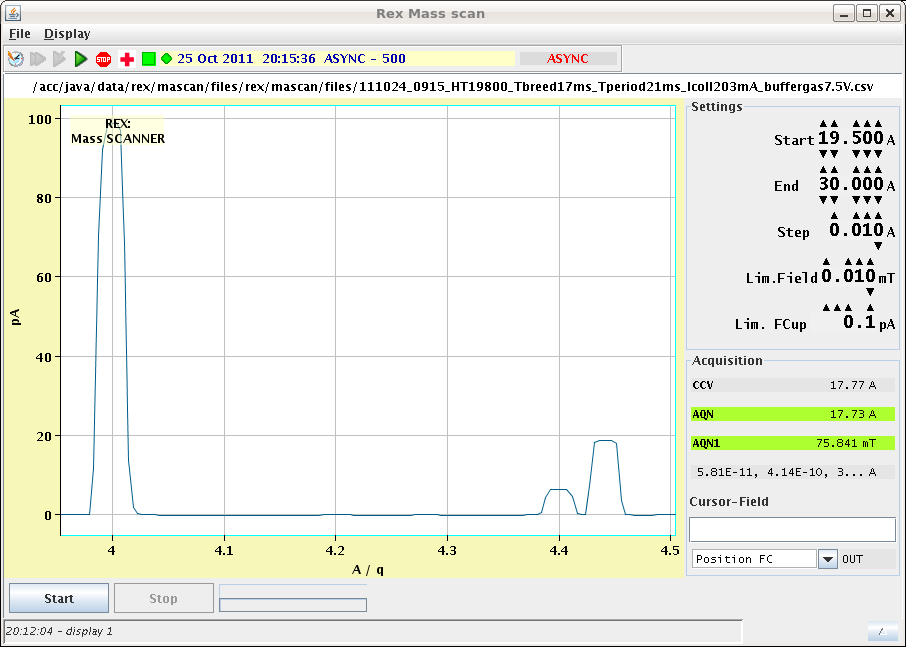 Rex Mass scan
File Display
STOP 25 Oct 2011 20:15:36 ASYNC - 500 ASYNC
/acc/java/data/rex/mascan/files/rex/mascan/files/111024_0915_HT19800_Tbreed17ms_Tperiod21ms_Icoll203mA_buffergas7.5V.csv
REX:
Mass SCANNER
100
80
60
40
20
0
pA
4 4.1 4.2 4.3 4.4 4.5
A / q
Settings
Start 19.500 A
End 30.000 A
Step 0.010 A
Lim.Field 0.010 mT
Lim. FCup 0.1 pA
Acquisition
CCV 17.77 A
AQN 17.73 A
AQN1 75.841 mT
5.81E-11, 4.14E-10, 3... A
Cursor-Field
Position FC OUT
Start Stop
20:12:04 - display 1